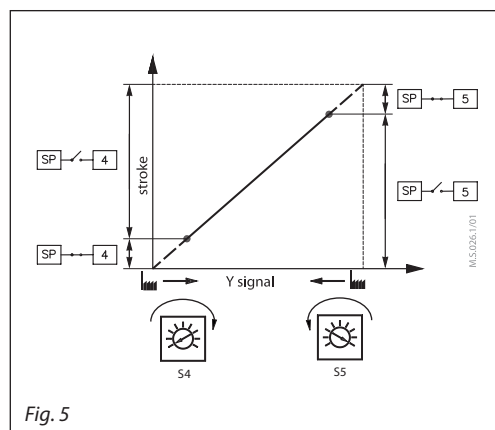 SP 5
SP 4
stroke
SP 5
SP 4
M.S.026.1/01
Y signal
S4
S5
Fig. 5